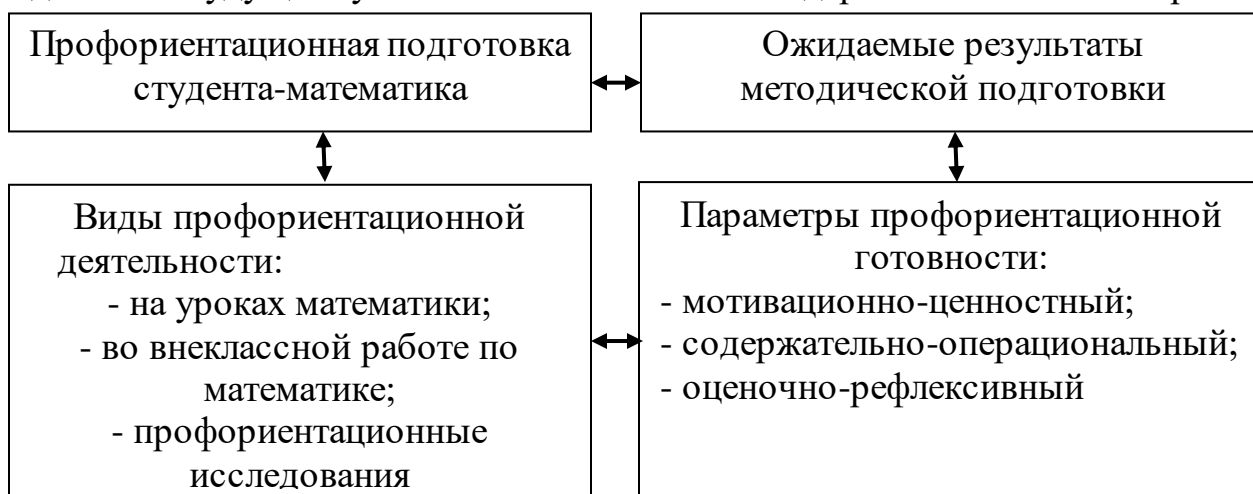 Профориентационная подготовка
студента-математика
Ожидаемые результаты
методической подготовки
Виды профориентационной
деятельности:
- на уроках математики;
- во внеклассной работе по
математике;
- профориентационные
исследования
Параметры профориентационной
готовности:
- мотивационно-ценностный;
- содержательно-операциональный;
- оценочно-рефлексивный